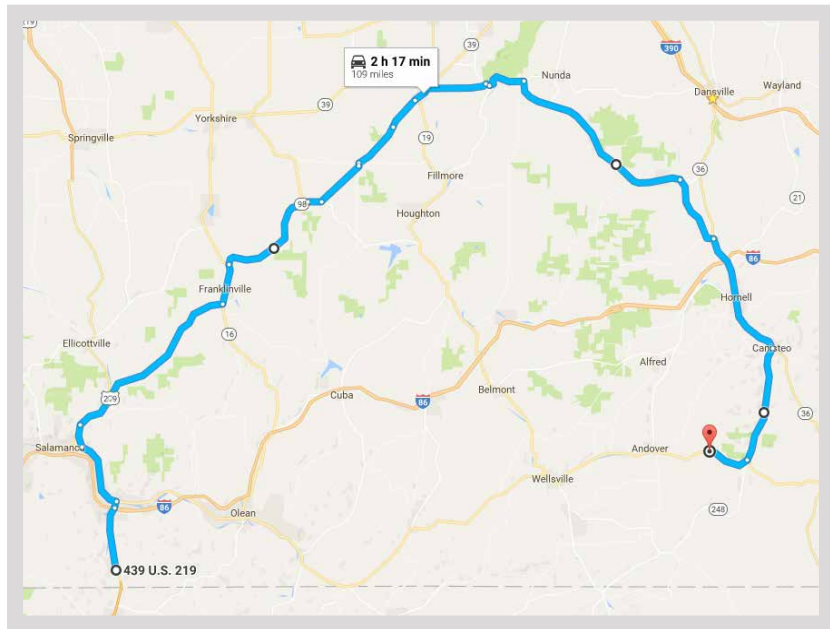 19
39
390
Nunda
2 h 17 min
109 miles
Dansville
Wayland
39
Yorkshire
Springville
19
36
Fillmore
21
98
Houghton
86
Franklinville
Hornell
16
Ellicottville
Canisteo
Alfred
Cuba
Belmont
219
86
36
Salamanca
Andover
Wellsville
86
248
Olean
439 U.S. 219